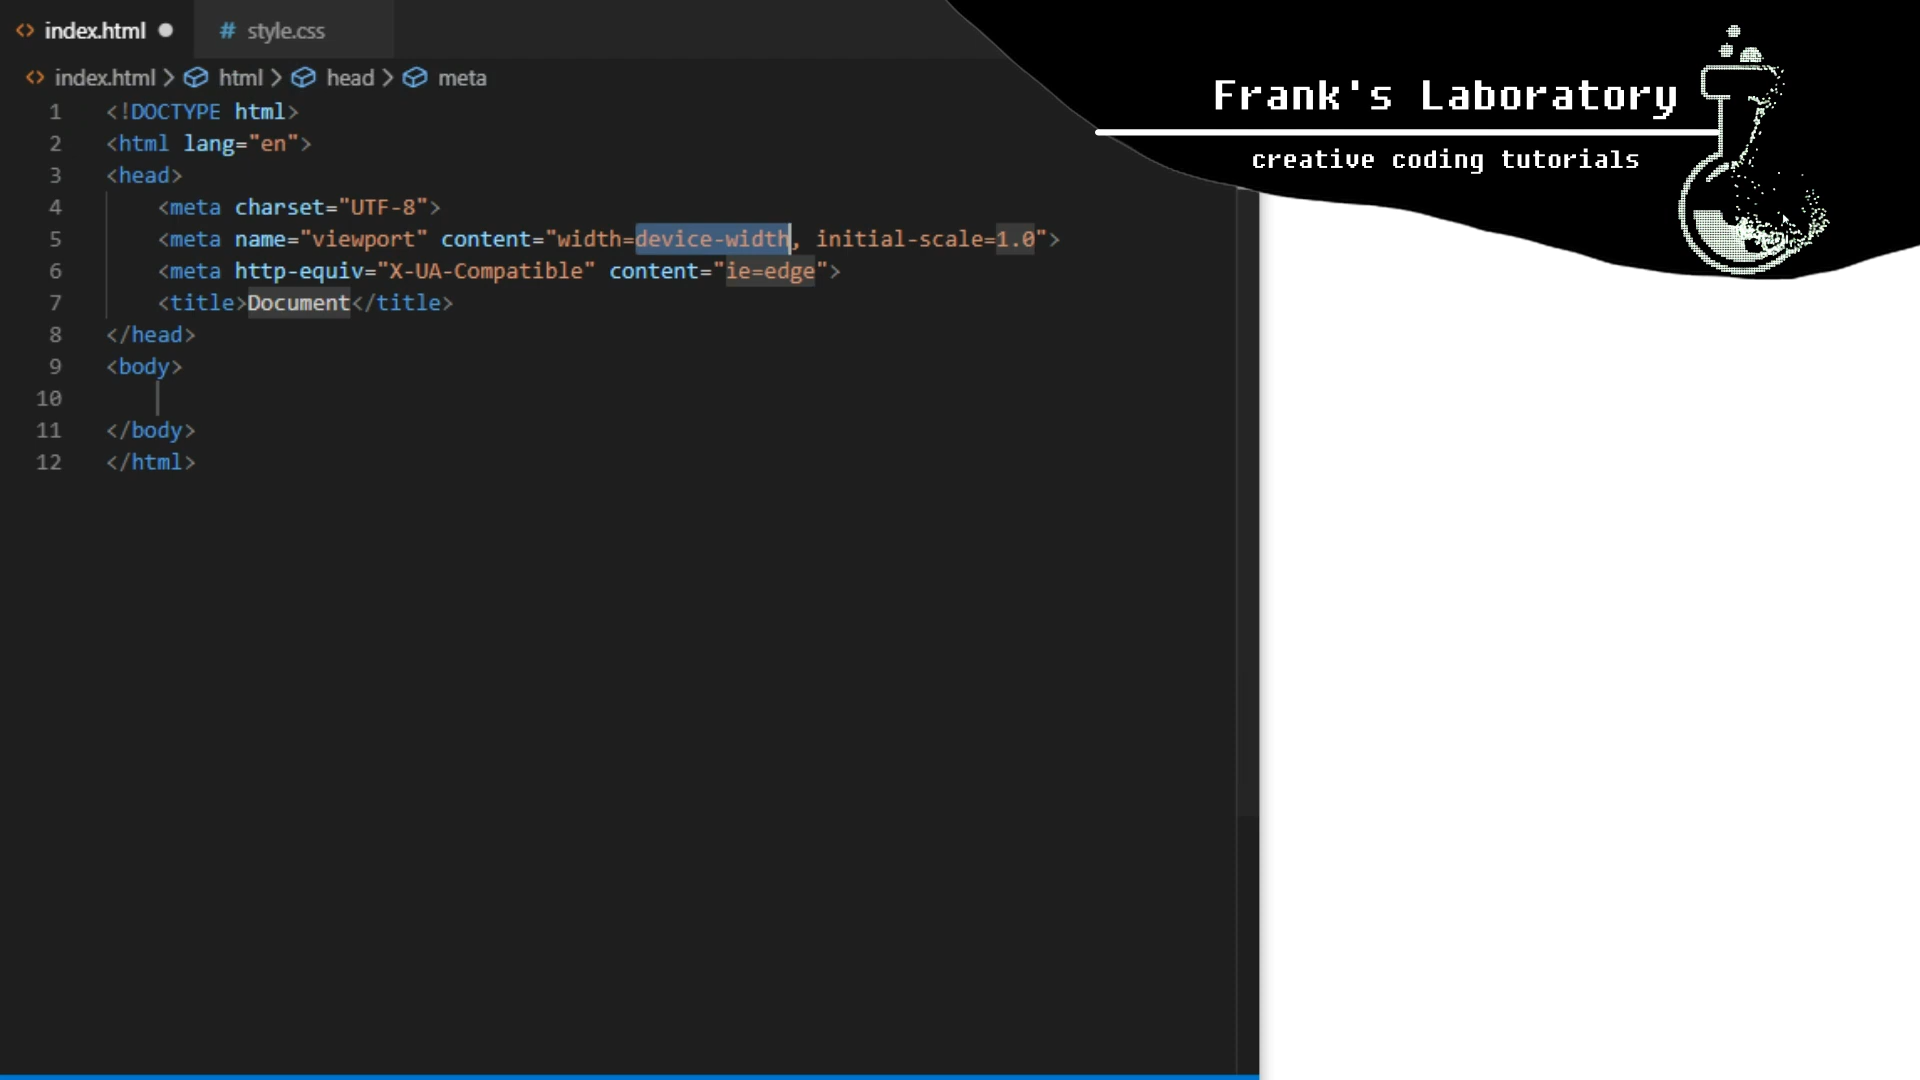 index.html
style.css
index.html > html > head > meta
1 <!DOCTYPE html>
2 <html lang="en">
3 <head>
4 <meta charset="UTF-8">
5 <meta name="viewport" content="width=device-width, initial-scale=1.0">
6 <meta http-equiv="X-UA-Compatible" content="ie=edge">
7 <title>Document</title>
8 </head>
9 <body>
10
11 </body>
12 </html>
Frank's Laboratory
creative coding tutorials